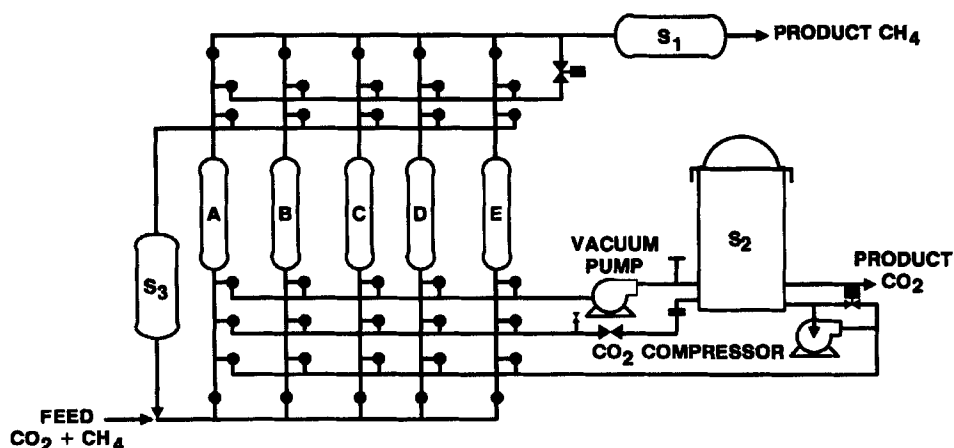 S1
PRODUCT CH4
A
B
C
D
E
S3
S2
VACUUM
PUMP
PRODUCT
CO2
CO2 COMPRESSOR
FEED
CO2 + CH4